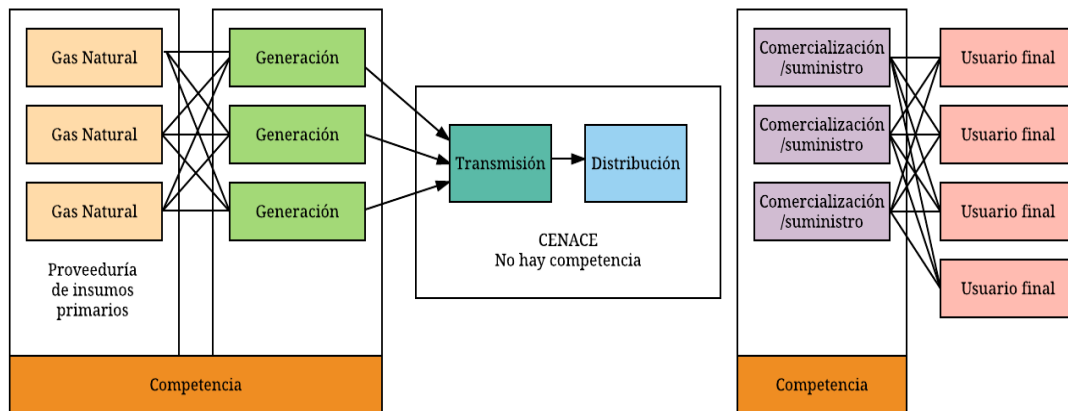 Gas Natural
Gas Natural
Gas Natural
Proveeduría
de insumos
primarios
Generación
Generación
Generación
Competencia
Transmisión
Distribución
CENACE
No hay competencia
Comercialización
/suministro
Comercialización
/suministro
Comercialización
/suministro
Competencia
Usuario final
Usuario final
Usuario final
Usuario final